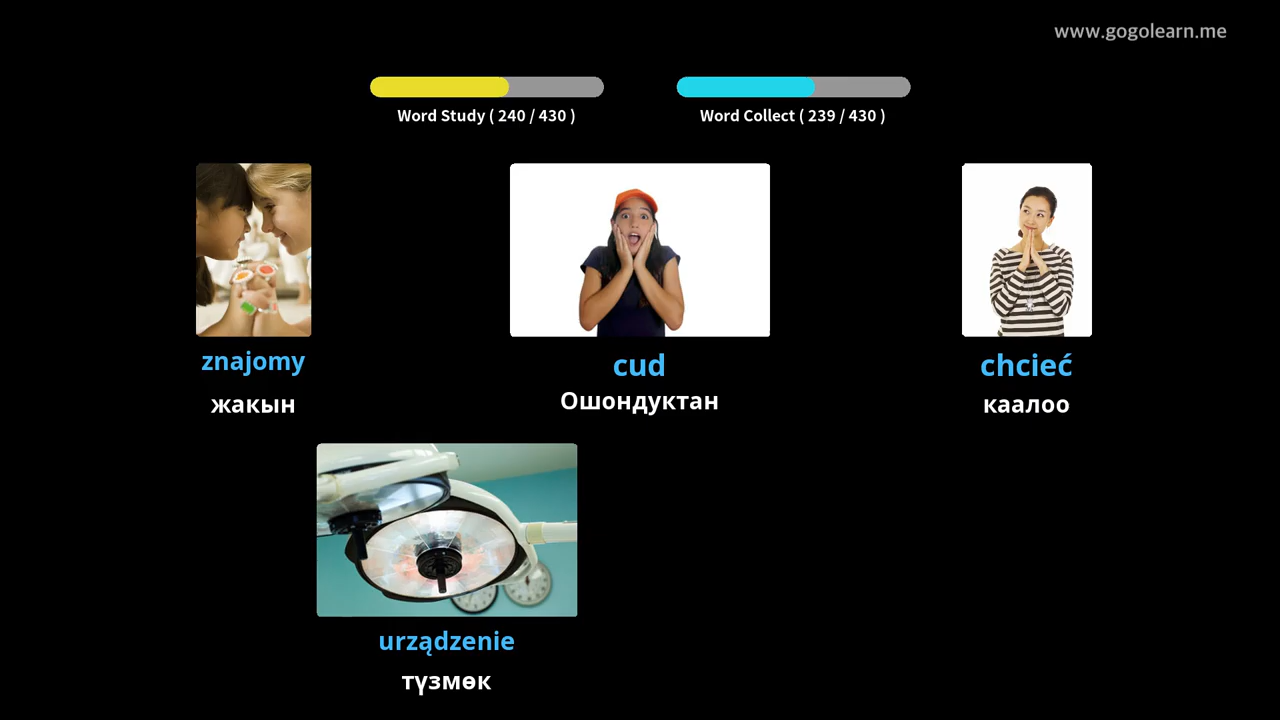 www.gogolearn.me
Word Study ( 240 / 430 )
Word Collect ( 239 / 430 )
znajomy
жакын
cud
Ошондуктан
chcieć
каалоо
urządzenie
түзмөк